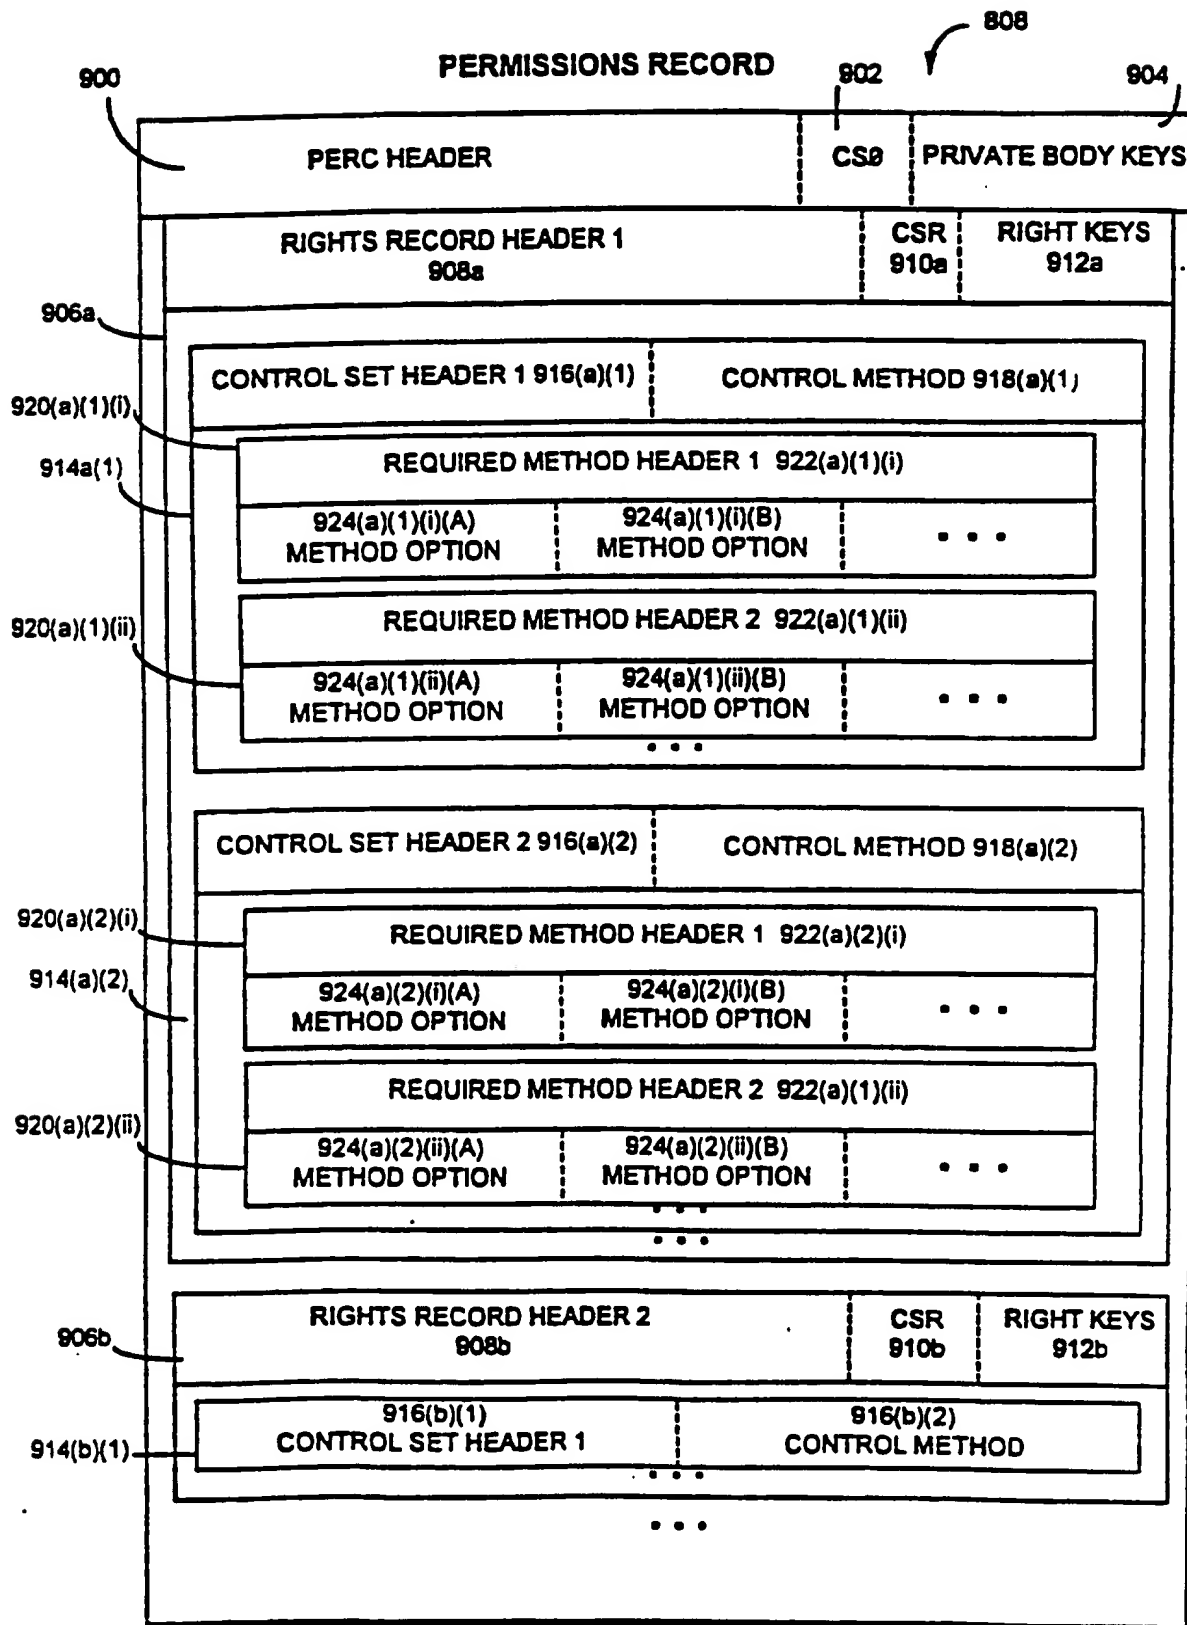 808
PERMISSIONS RECORD
900
902
904
PERC HEADER
CS0
PRIVATE BODY KEYS
RIGHTS RECORD HEADER 1
908a
CSR
910a
RIGHT KEYS
912a
906a
CONTROL SET HEADER 1 916(a)(1)
CONTROL METHOD 918(a)(1)
920(a)(1)(i)
914a(1)
REQUIRED METHOD HEADER 1 922(a)(1)(i)
924(a)(1)(i)(A)
METHOD OPTION
924(a)(1)(i)(B)
METHOD OPTION
• • •
920(a)(1)(ii)
REQUIRED METHOD HEADER 2 922(a)(1)(ii)
924(a)(1)(ii)(A)
METHOD OPTION
924(a)(1)(ii)(B)
METHOD OPTION
• • •
• • •
CONTROL SET HEADER 2 916(a)(2)
CONTROL METHOD 918(a)(2)
920(a)(2)(i)
914(a)(2)
REQUIRED METHOD HEADER 1 922(a)(2)(i)
924(a)(2)(i)(A)
METHOD OPTION
924(a)(2)(i)(B)
METHOD OPTION
• • •
920(a)(2)(ii)
REQUIRED METHOD HEADER 2 922(a)(1)(ii)
924(a)(2)(ii)(A)
METHOD OPTION
924(a)(2)(ii)(B)
METHOD OPTION
• • •
• • •
• • •
906b
RIGHTS RECORD HEADER 2
908b
CSR
910b
RIGHT KEYS
912b
914(b)(1)
916(b)(1)
CONTROL SET HEADER 1
916(b)(2)
CONTROL METHOD
• • •
• • •